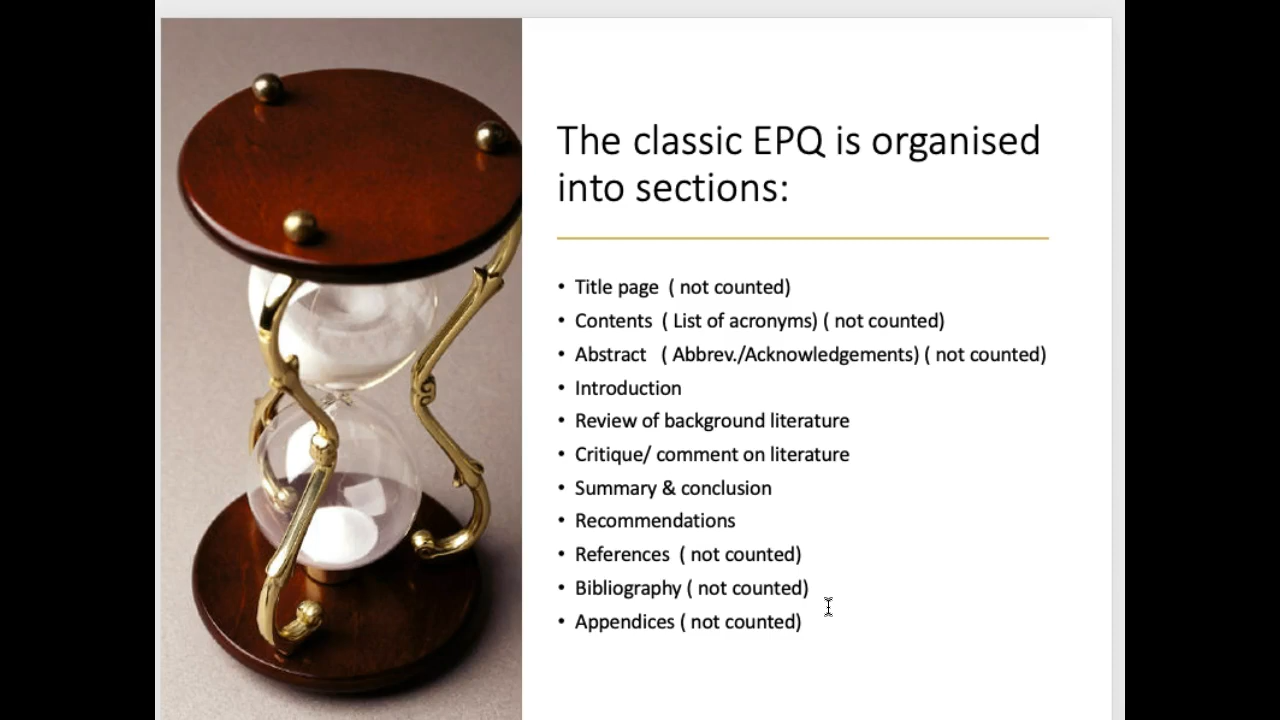 The classic EPQ is organised
into sections:
• Title page  ( not counted)
• Contents  ( List of acronyms) ( not counted)
• Abstract   ( Abbrev./Acknowledgements) ( not counted)
• Introduction
• Review of background literature
• Critique/ comment on literature
• Summary & conclusion
• Recommendations
• References  ( not counted)
• Bibliography ( not counted)
• Appendices ( not counted)